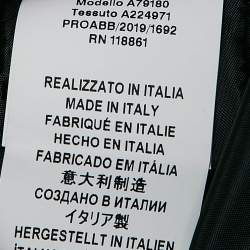 Modello A79180
Tessuto A224971
PROABB/2019/1692
RN 118861
REALIZZATO IN ITALIA
MADE IN ITALY
FABRIQUÉ EN ITALIE
HECHO EN ITALIA
FABRICADO EM ITÁLIA
意大利制造
СОЗДАНО В ИТАЛИИ
イタリア製
HERGESTELLT IN ITALIEN